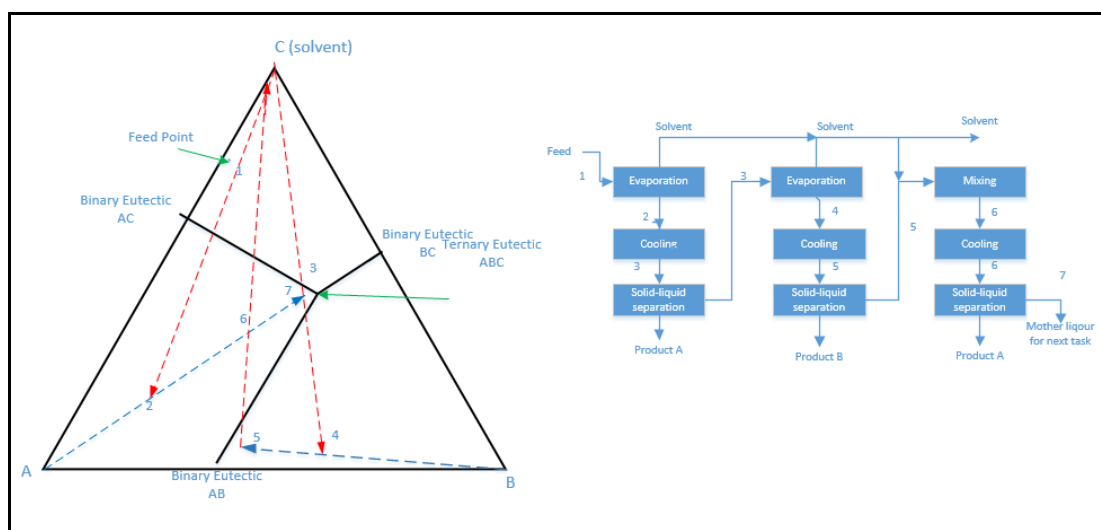 C (solvent)
Feed Point
1
Binary Eutectic
AC
Binary Eutectic
BC
Ternary Eutectic
ABC
3
7
6
2
5
4
A
B
Binary Eutectic
AB
Solvent
Solvent
Solvent
Feed
1
Evaporation
3
Evaporation
Mixing
2
4
5
6
Cooling
Cooling
Cooling
3
5
6
7
Solid-liquid
separation
Solid-liquid
separation
Solid-liquid
separation
Mother liqour
for next task
Product A
Product B
Product A